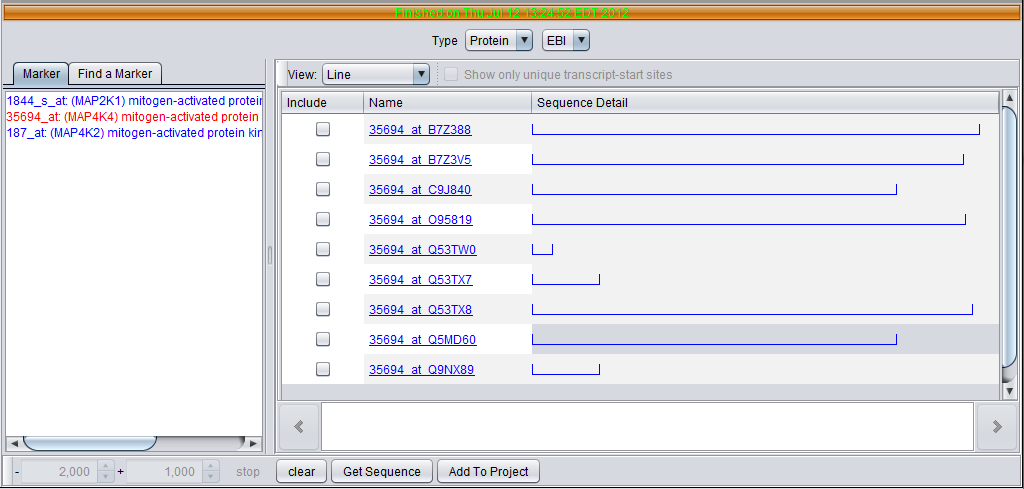 Finished on Thu Jul 12 13:24:52 EDT 2012
Type Protein EBI
Marker Find a Marker
View: Line Show only unique transcript-start sites
1844_s_at: (MAP2K1) mitogen-activated protein
35694_at: (MAP4K4) mitogen-activated protein
187_at: (MAP4K2) mitogen-activated protein kin
Include Name Sequence Detail
35694_at_B7Z388
35694_at_B7Z3V5
35694_at_C9J840
35694_at_O95819
35694_at_Q53TW0
35694_at_Q53TX7
35694_at_Q53TX8
35694_at_Q5MD60
35694_at_Q9NX89
- 2,000 + 1,000 stop clear Get Sequence Add To Project